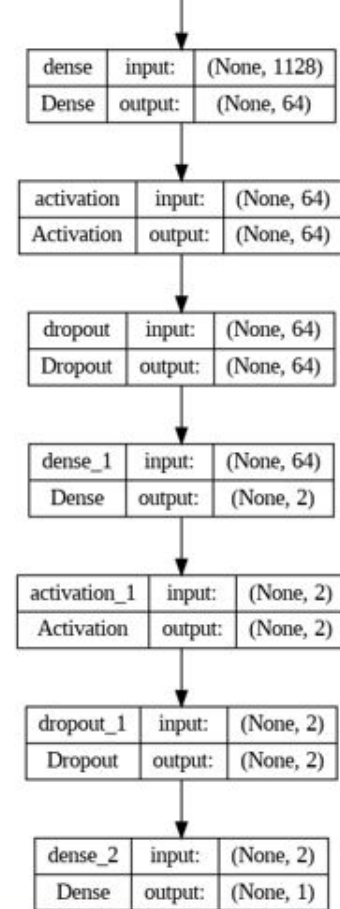 dense input: (None, 1128)
Dense output: (None, 64)
activation input: (None, 64)
Activation output: (None, 64)
dropout input: (None, 64)
Dropout output: (None, 64)
dense_1 input: (None, 64)
Dense output: (None, 2)
activation_1 input: (None, 2)
Activation output: (None, 2)
dropout_1 input: (None, 2)
Dropout output: (None, 2)
dense_2 input: (None, 2)
Dense output: (None, 1)